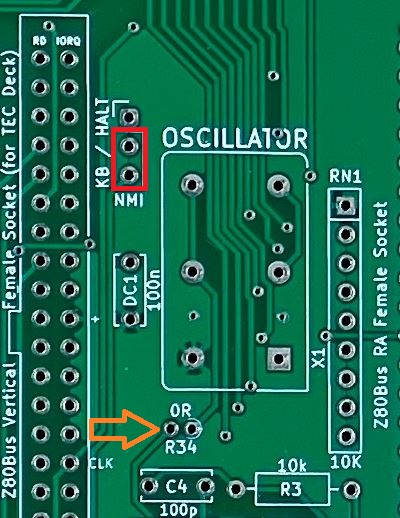 RD IORQ
Z80Bus Vertical Female Socket (for TEC Deck)
KB / HALT
NMI
OSCILLATOR
RN1
DC1
100n
+
X1
Z80Bus RA Female Socket
0R
R34
CLK
10K
C4
100p
10k
R3